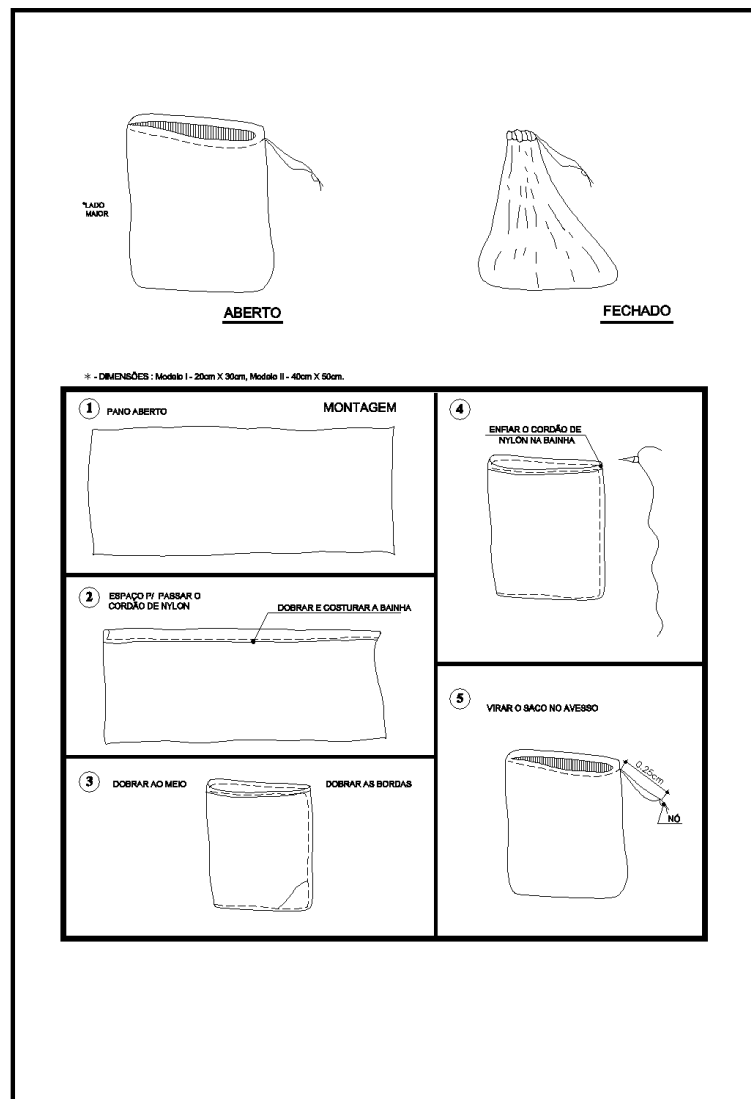 *LADO
MAIOR
ABERTO
FECHADO
* - DIMENSÕES : Modelo I - 20cm X 30cm, Modelo II - 40cm X 50cm.
1 PANO ABERTO
MONTAGEM
2 ESPAÇO P/ PASSAR O
CORDÃO DE NYLON
DOBRAR E COSTURAR A BAINHA
3 DOBRAR AO MEIO
DOBRAR AS BORDAS
4
ENFIAR O CORDÃO DE
NYLON NA BAINHA
5
VIRAR O SACO NO AVESSO
0.25cm
NÓ